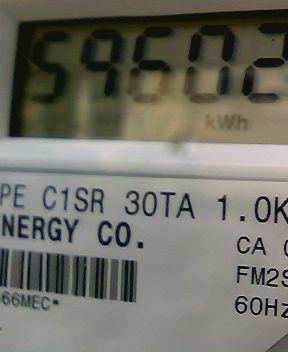 59602
kWh
PE C1SR 30TA 1.0K
NERGY CO.
CA
FM2S
66MEC*
60Hz